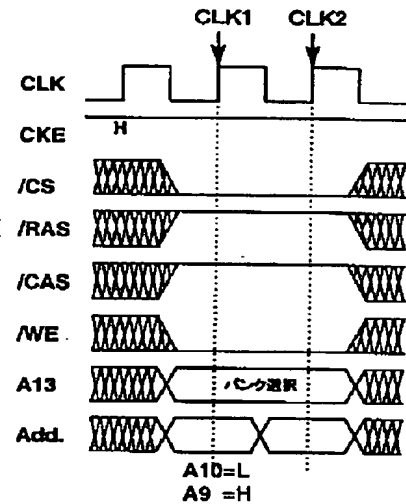 CLK1 CLK2
CLK
CKE H
/CS
/RAS
/CAS
/WE
A13 バンク選択
Add.
A10=L
A9 =H